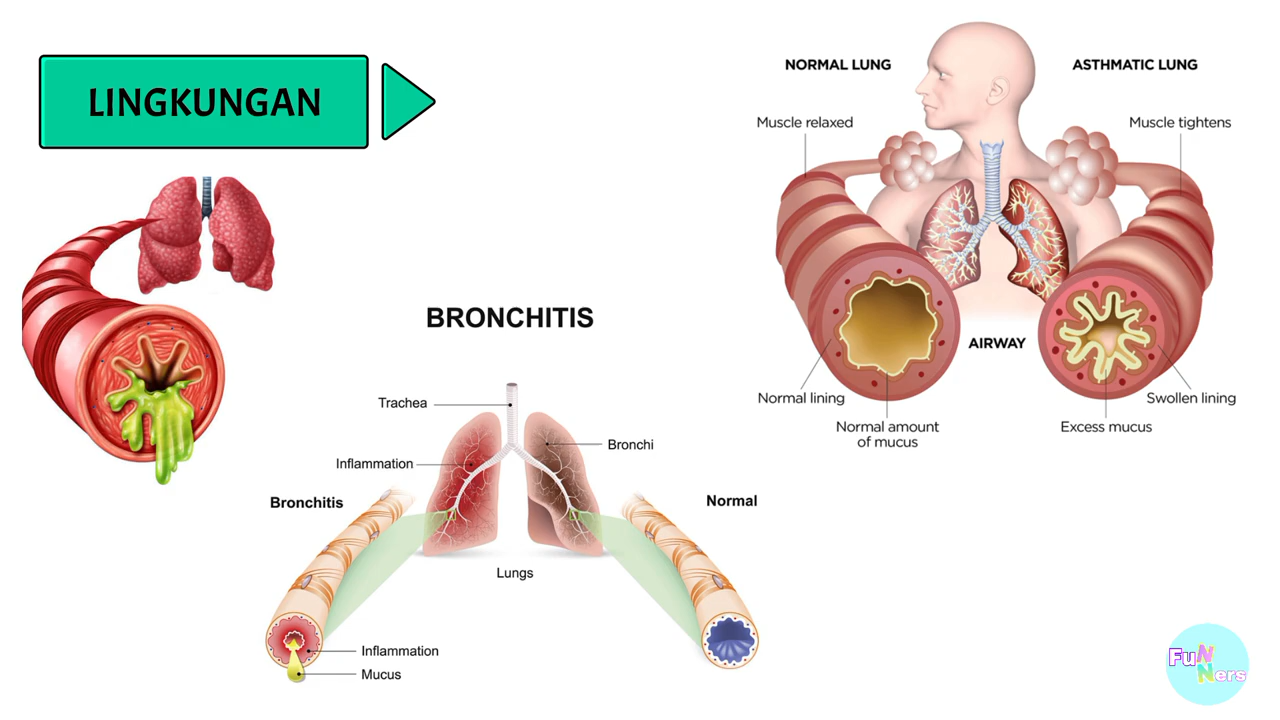 LINGKUNGAN
NORMAL LUNG
ASTHMATIC LUNG
Muscle relaxed
Muscle tightens
AIRWAY
Normal lining
Swollen lining
Normal amount
of mucus
Excess mucus
BRONCHITIS
Trachea
Bronchi
Inflammation
Bronchitis
Normal
Lungs
Inflammation
Mucus
FuNNers